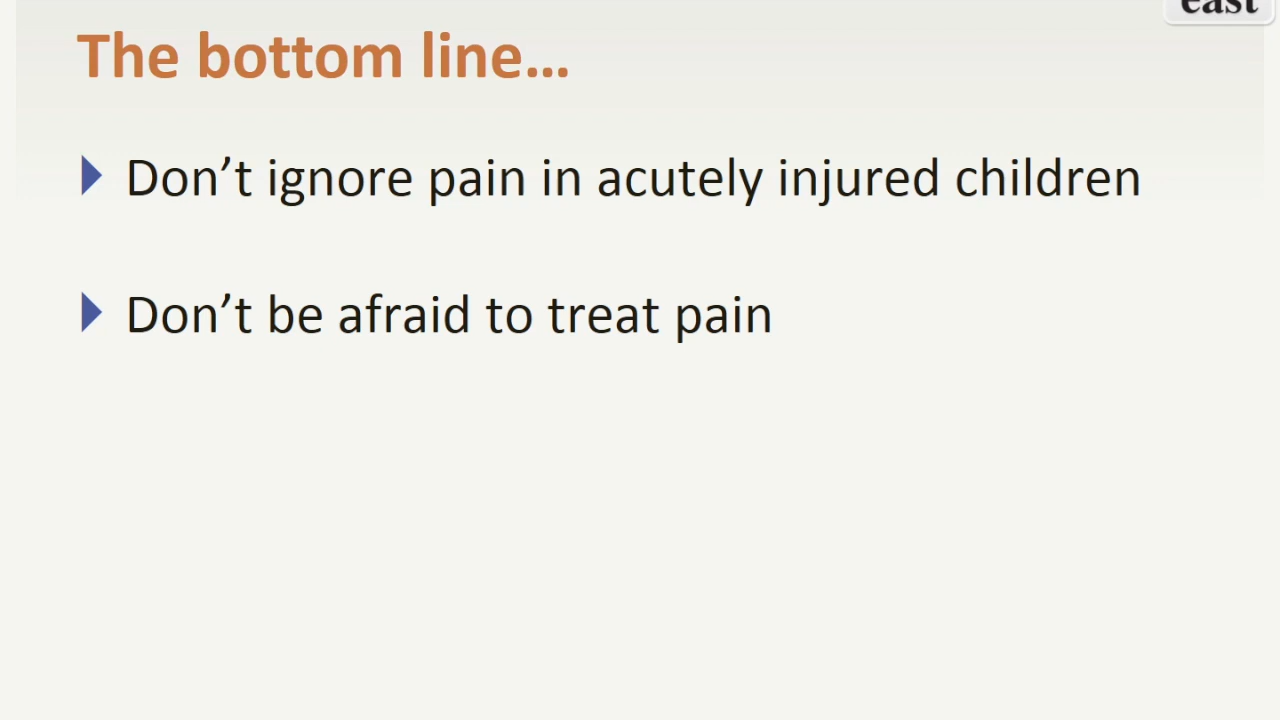 east
The bottom line...
Don't ignore pain in acutely injured children
Don't be afraid to treat pain